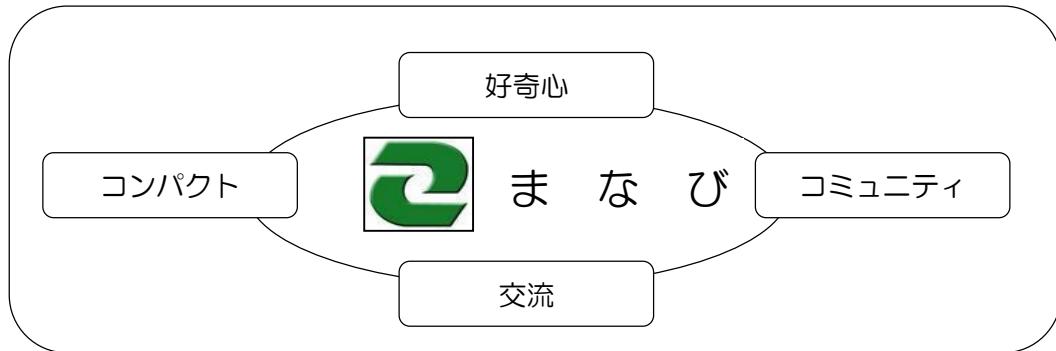 好奇心
コンパクト
まなび
コミュニティ
交流